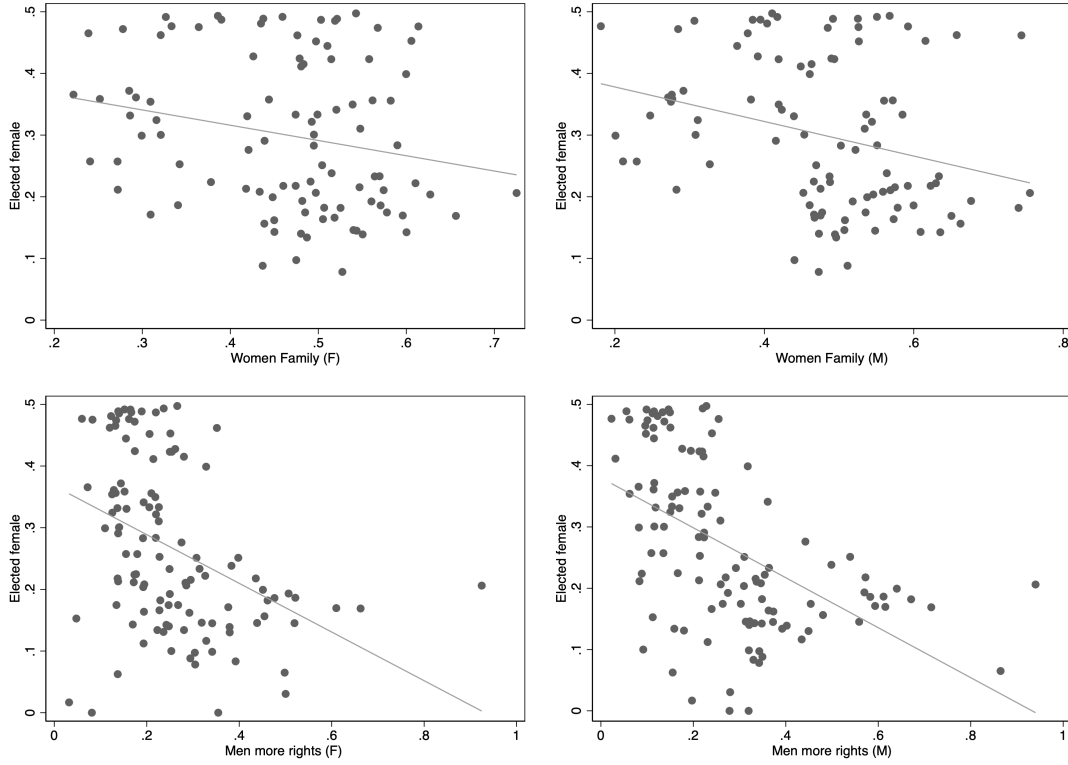 .5
.4
.3
.2
.1
0
Elected female
.2 .3 .4 .5 .6 .7
Women Family (F)
.5
.4
.3
.2
.1
0
Elected female
.2 .4 .6 .8
Women Family (M)
.5
.4
.3
.2
.1
0
Elected female
0 .2 .4 .6 .8 1
Men more rights (F)
.5
.4
.3
.2
.1
0
Elected female
0 .2 .4 .6 .8 1
Men more rights (M)